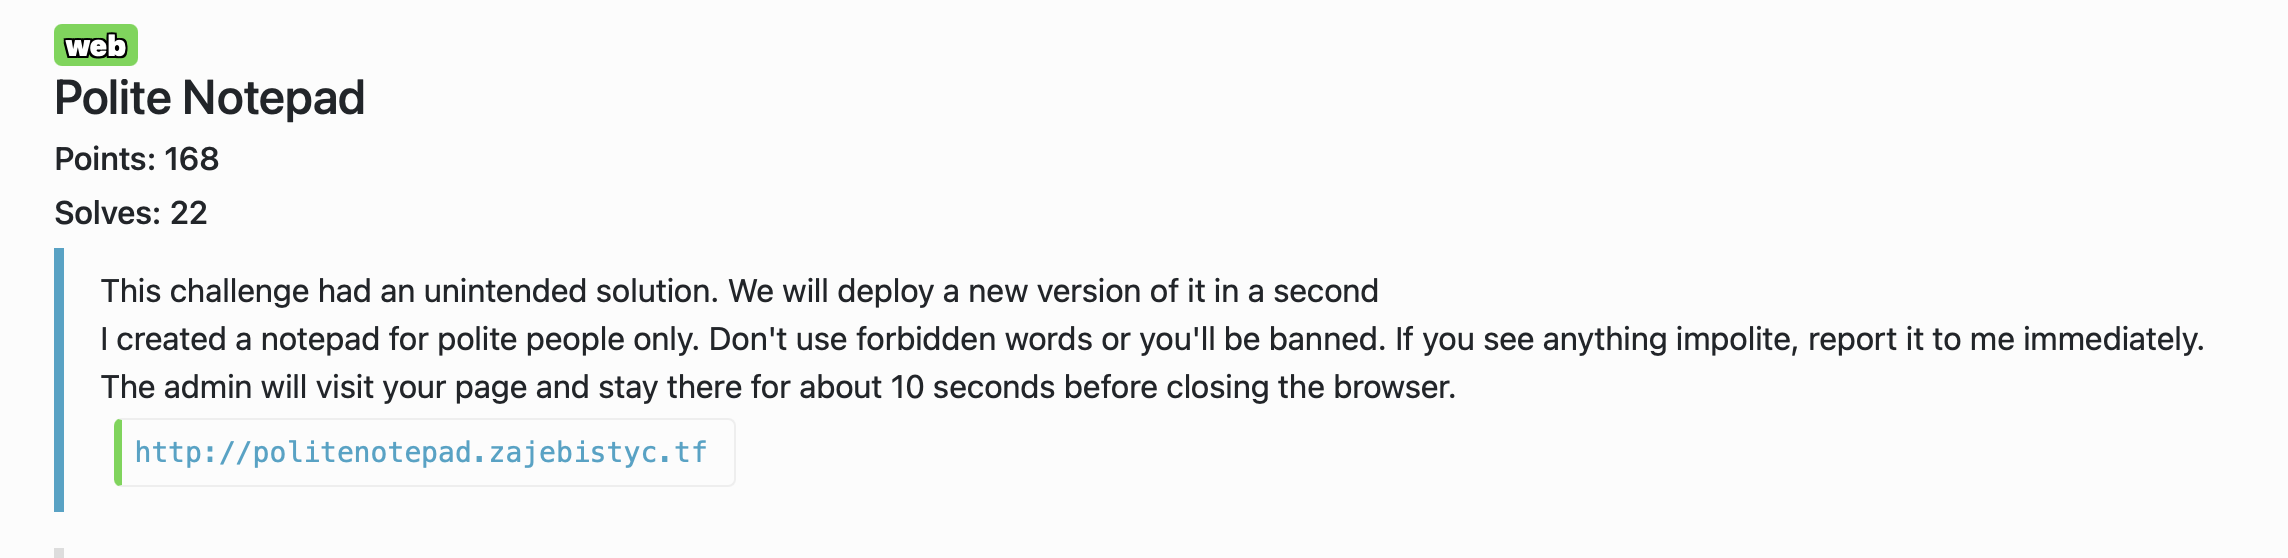 web
Polite Notepad
Points: 168
Solves: 22
This challenge had an unintended solution. We will deploy a new version of it in a second
I created a notepad for polite people only. Don't use forbidden words or you'll be banned. If you see anything impolite, report it to me immediately.
The admin will visit your page and stay there for about 10 seconds before closing the browser.
http://politenotepad.zajebistyc.tf